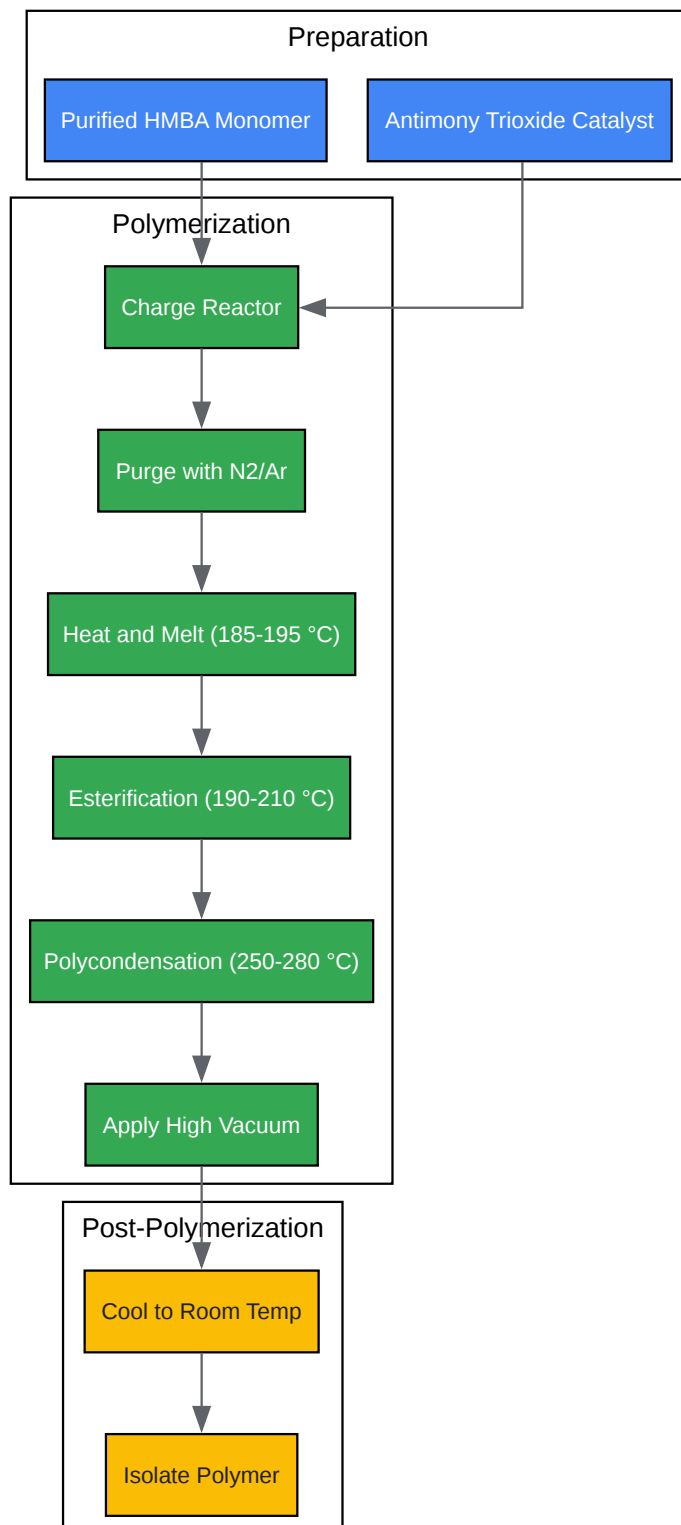 Preparation
Purified HMBA Monomer
Antimony Trioxide Catalyst
Polymerization
Charge Reactor
Purge with N2/Ar
Heat and Melt (185-195 °C)
Esterification (190-210 °C)
Polycondensation (250-280 °C)
Apply High Vacuum
Post-Polymerization
Cool to Room Temp
Isolate Polymer